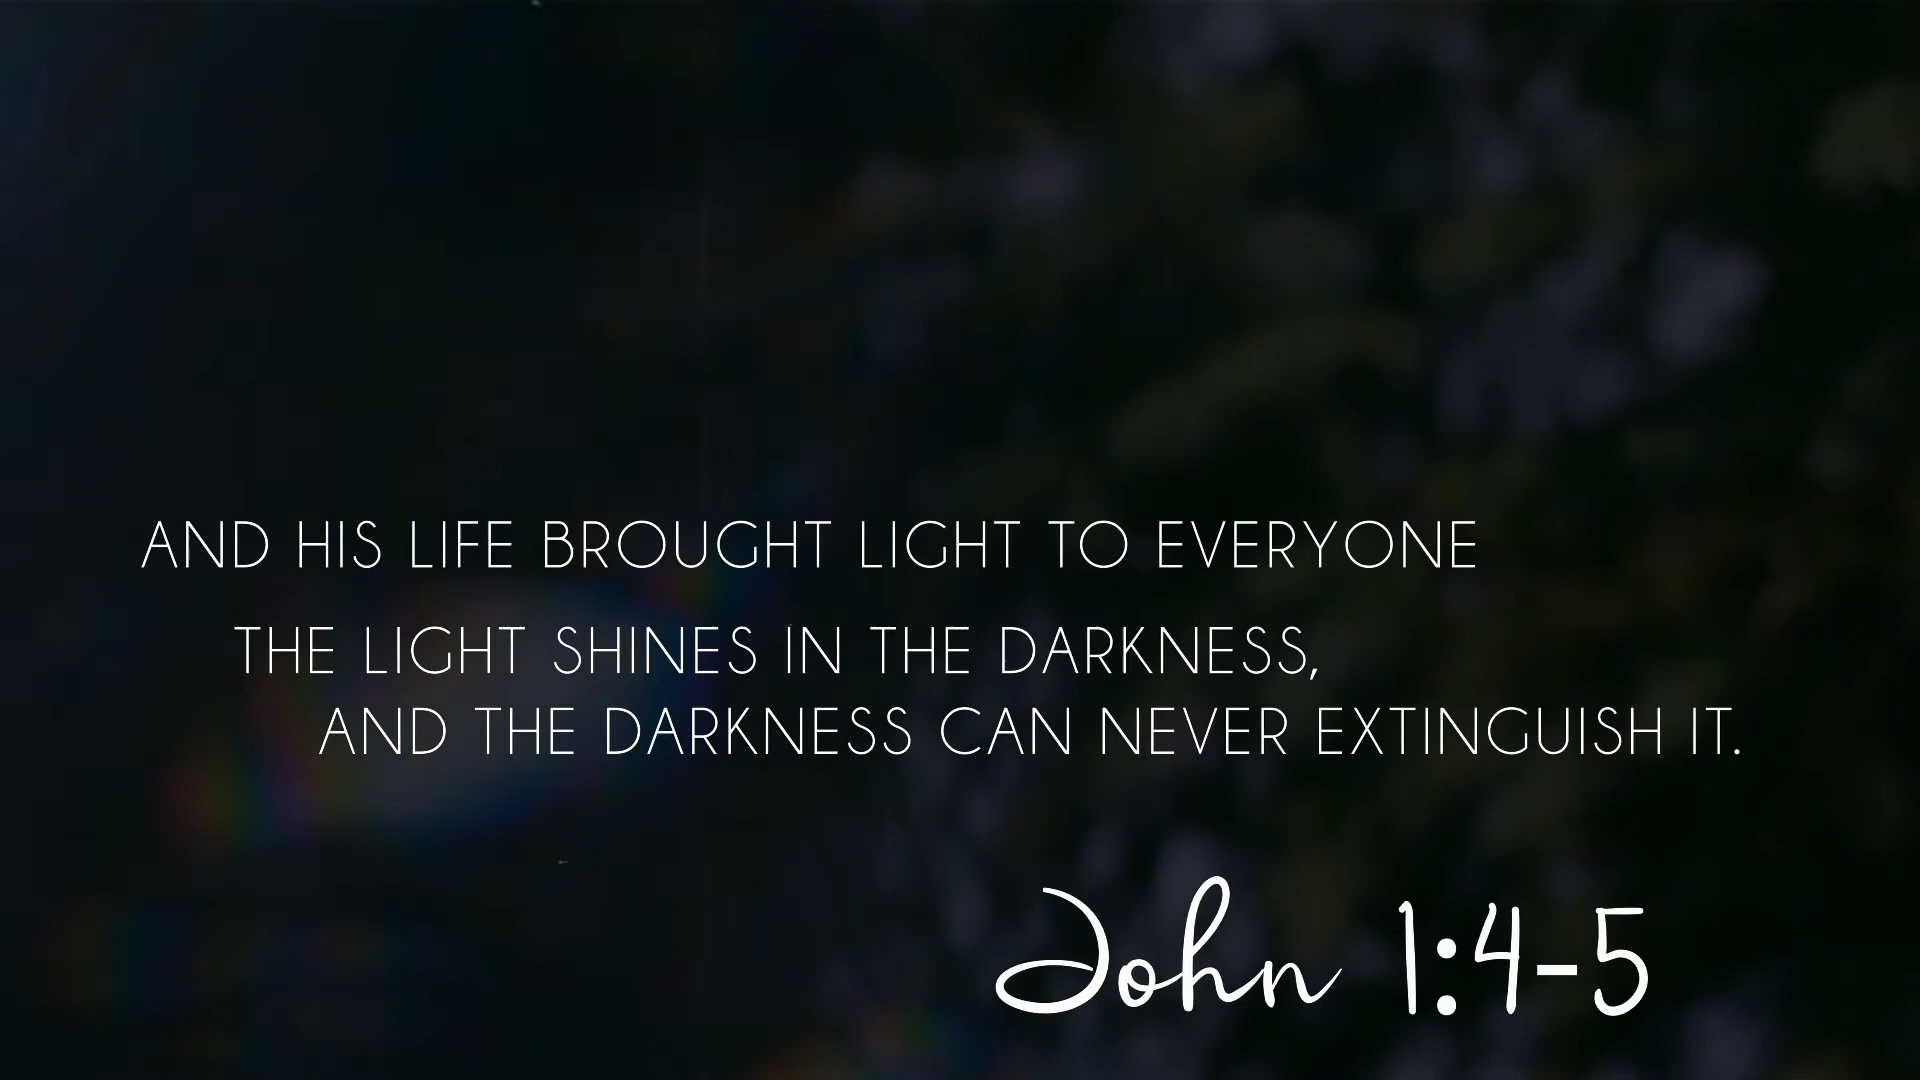 AND HIS LIFE BROUGHT LIGHT TO EVERYONE
THE LIGHT SHINES IN THE DARKNESS,
AND THE DARKNESS CAN NEVER EXTINGUISH IT.
John 1:4-5